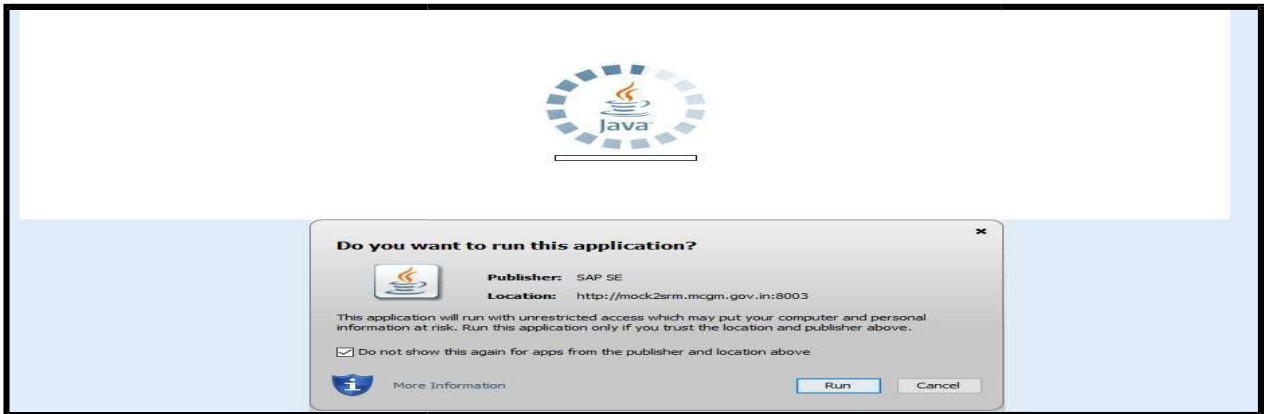 Java
Do you want to run this application?
Publisher: SAP SE
Location: http://mock2srm.mcgm.gov.in:8003
This application will run with unrestricted access which may put your computer and personal
information at risk. Run this application only if you trust the location and publisher above.
Do not show this again for apps from the publisher and location above
More Information
Run Cancel